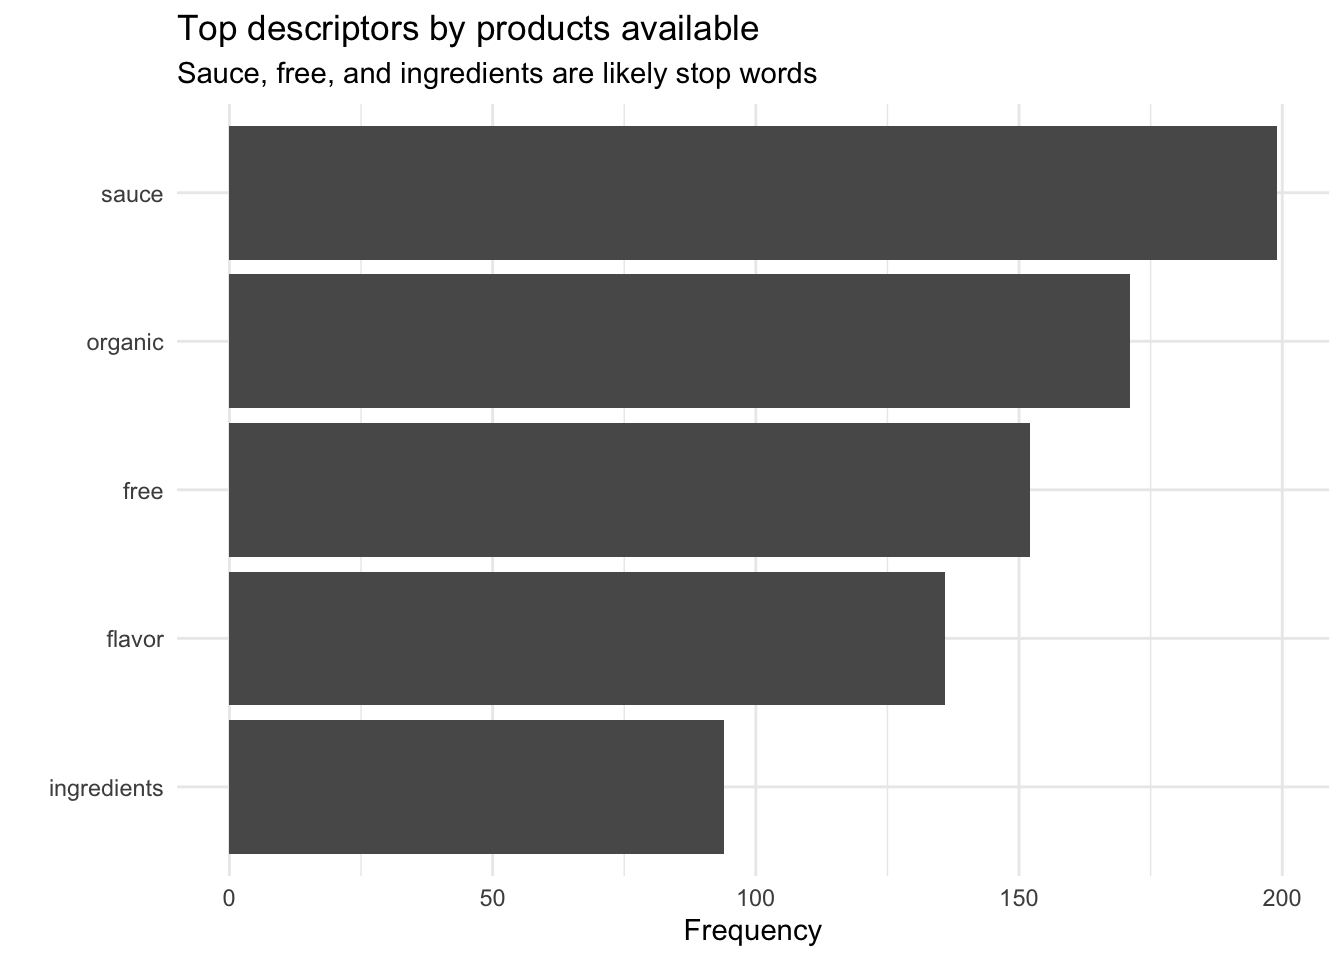 Top descriptors by products available
Sauce, free, and ingredients are likely stop words
sauce
organic
free
flavor
ingredients
0 50 100 150 200
Frequency